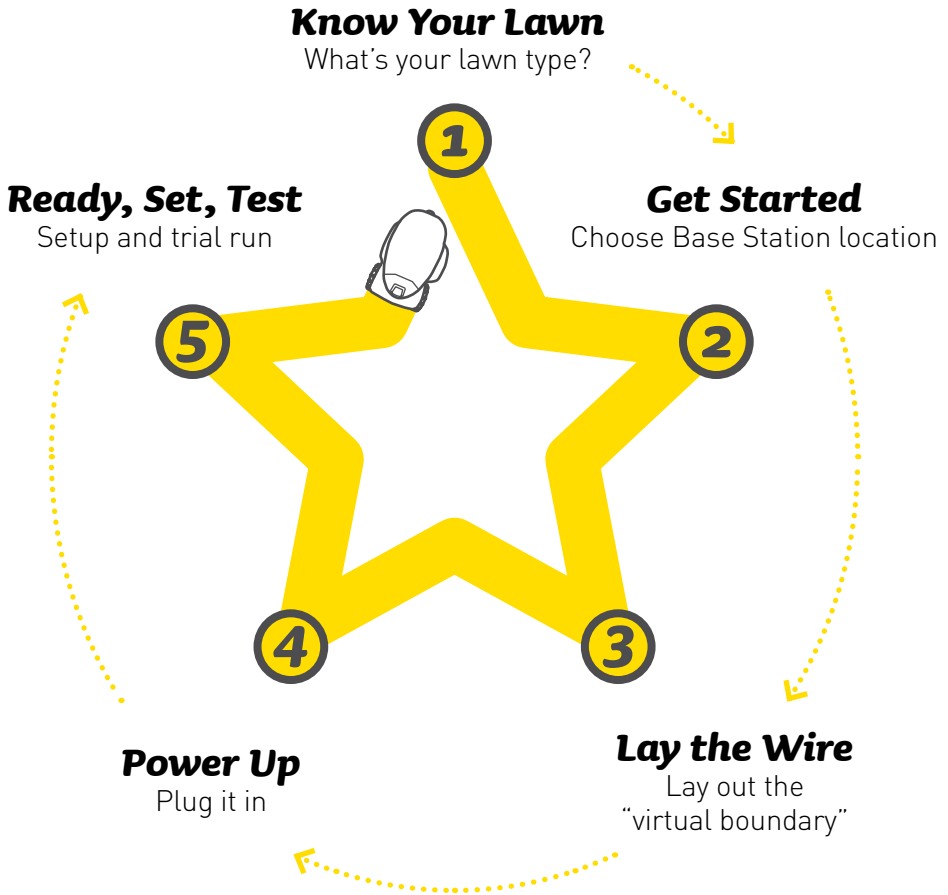 Know Your Lawn
What's your lawn type?
1
Get Started
Choose Base Station location
2
Lay the Wire
Lay out the
“virtual boundary”
3
Power Up
Plug it in
4
Ready, Set, Test
Setup and trial run
5